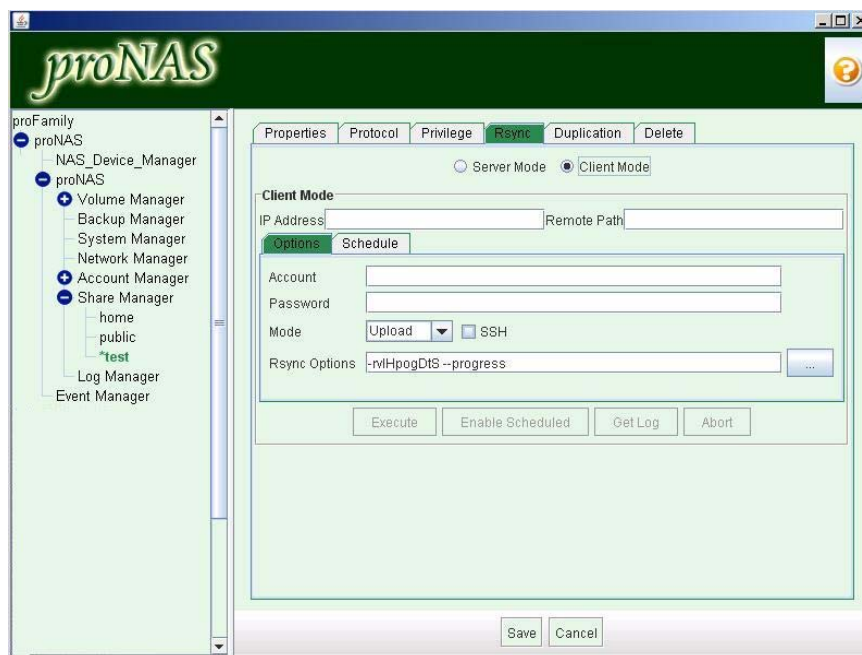 proNAS
proFamily
proNAS
NAS_Device_Manager
proNAS
Volume Manager
Backup Manager
System Manager
Network Manager
Account Manager
Share Manager
home
public
*test
Log Manager
Event Manager
Properties Protocol Privilege Rsync Duplication Delete
Server Mode Client Mode
Client Mode
IP Address Remote Path
Options Schedule
Account
Password
Mode Upload SSH
Rsync Options -rvlHpogDtS --progress ...
Execute Enable Scheduled Get Log Abort
Save Cancel